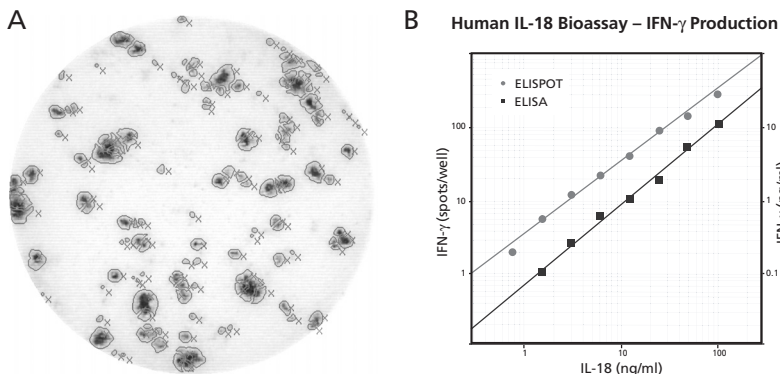 A
B Human IL-18 Bioassay – IFN-γ Production
ELISPOT
ELISA
IFN-γ (spots/well)
100
10
1
10
1
0.1
1 10 100
IL-18 (ng/ml)